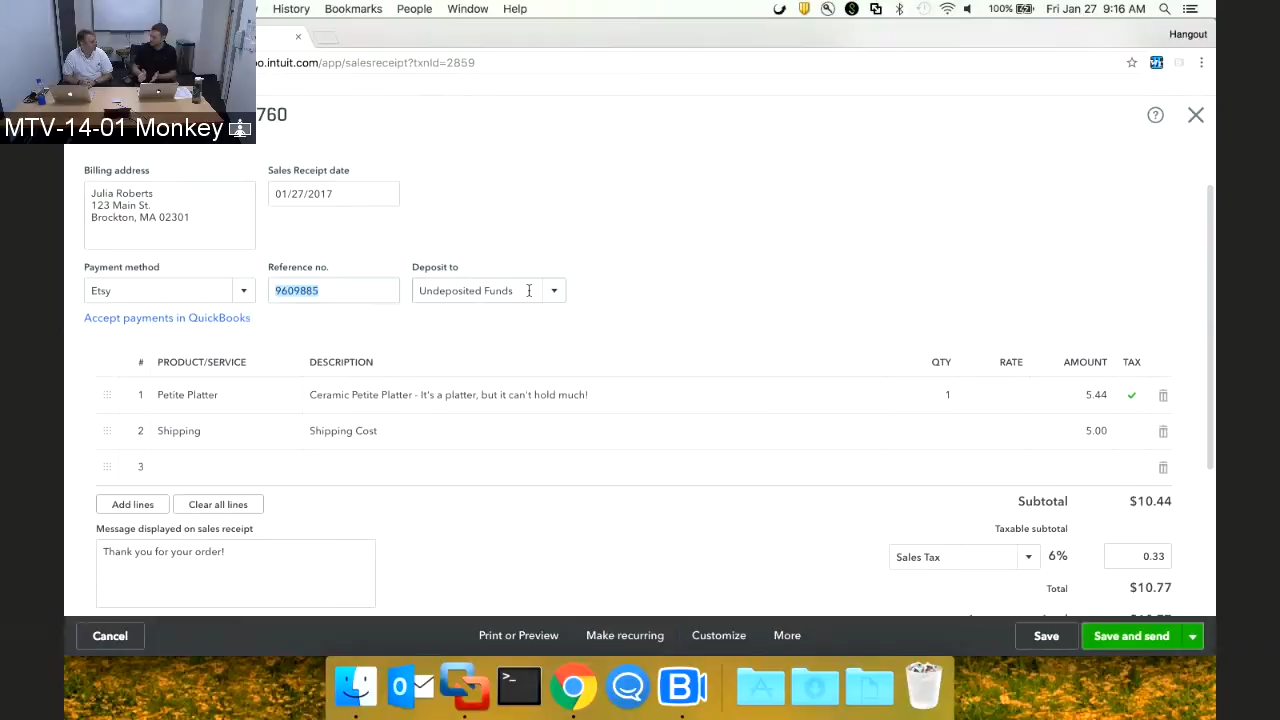 History Bookmarks People Window Help
100%
Fri Jan 27 9:16 AM
Hangout
bo.intuit.com/app/salesreceipt?txnId=2859
MTV-14-01 Monkey
760
Billing address
Sales Receipt date
Julia Roberts
123 Main St.
Brockton, MA 02301
01/27/2017
Payment method
Reference no.
Deposit to
Etsy
9609885
Undeposited Funds
Accept payments in QuickBooks
# PRODUCT/SERVICE DESCRIPTION QTY RATE AMOUNT TAX
1 Petite Platter Ceramic Petite Platter - It's a platter, but it can't hold much! 1 5.44
2 Shipping Shipping Cost 5.00
3
Add lines
Clear all lines
Subtotal $10.44
Message displayed on sales receipt
Taxable subtotal
Thank you for your order!
Sales Tax 6% 0.33
Total $10.77
Cancel
Print or Preview
Make recurring
Customize
More
Save
Save and send